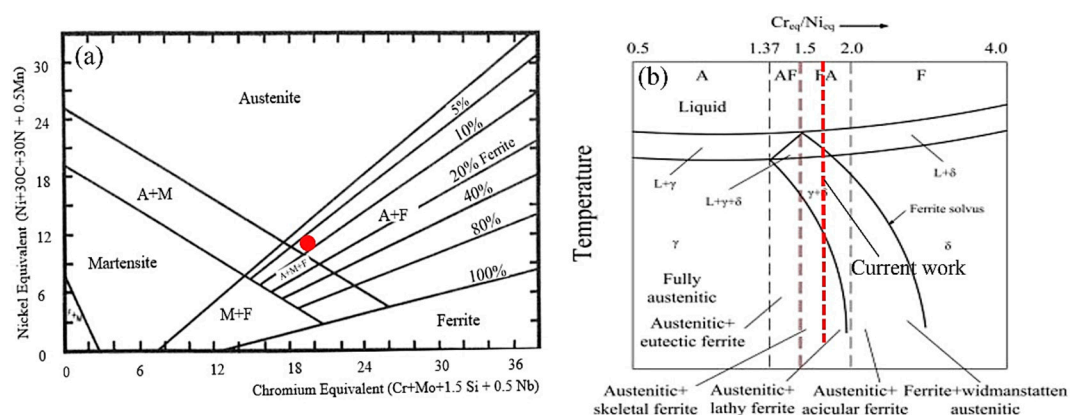 (a)
Nickel Equivalent (Ni+30C+30N + 0.5Mn)
30
24
18
12
6
0
Austenite
A+M
Martensite
M+F
A+F
A+M+F
Ferrite
5%
10%
20% Ferrite
40%
80%
100%
0 6 12 18 24 30 36
Chromium Equivalent (Cr+Mo+1.5 Si + 0.5 Nb)
(b)
Creq/Nieq
0.5 1.37 1.5 2.0 4.0
A AF FA F
Liquid
Temperature
L+γ
L+γ+δ
L+δ
Ferrite solvus
γ
δ
Current work
Fully
austenitic
Austenitic+
eutectic ferrite
Austenitic+
skeletal ferrite
Austenitic+
lathy ferrite
Austenitic+
acicular ferrite
Ferrite+widmanstatten
austenitic